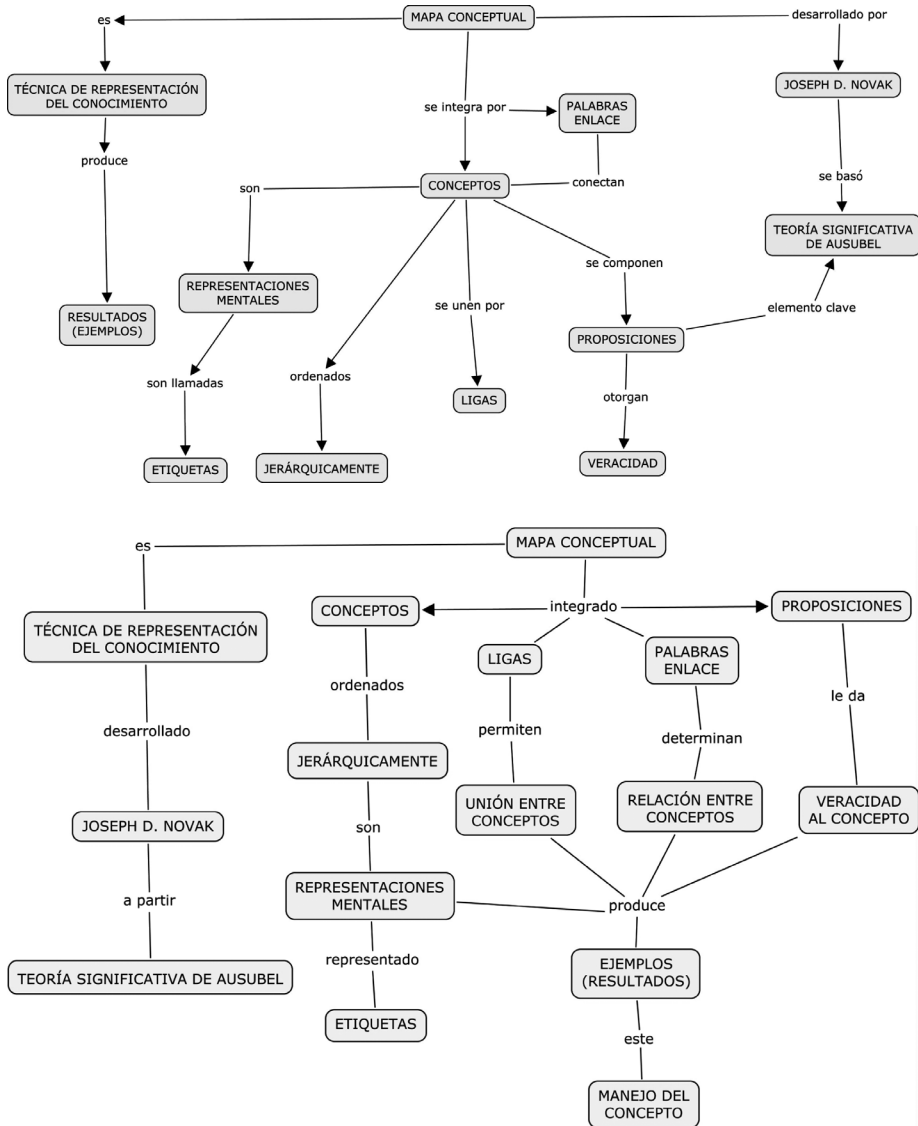 MAPA CONCEPTUAL
es
desarrollado por
TÉCNICA DE REPRESENTACIÓN
DEL CONOCIMIENTO
JOSEPH D. NOVAK
se integra por
PALABRAS
ENLACE
produce
conectan
se basó
son
CONCEPTOS
TEORÍA SIGNIFICATIVA
DE AUSUBEL
se componen
REPRESENTACIONES
MENTALES
se unen por
elemento clave
RESULTADOS
(EJEMPLOS)
PROPOSICIONES
son llamadas
ordenados
LIGAS
otorgan
ETIQUETAS
JERÁRQUICAMENTE
VERACIDAD
es
MAPA CONCEPTUAL
CONCEPTOS
integrado
PROPOSICIONES
TÉCNICA DE REPRESENTACIÓN
DEL CONOCIMIENTO
LIGAS
PALABRAS
ENLACE
ordenados
le da
desarrollado
permiten
determinan
JERÁRQUICAMENTE
UNIÓN ENTRE
CONCEPTOS
RELACIÓN ENTRE
CONCEPTOS
VERACIDAD
AL CONCEPTO
JOSEPH D. NOVAK
son
a partir
REPRESENTACIONES
MENTALES
produce
representado
EJEMPLOS
(RESULTADOS)
TEORÍA SIGNIFICATIVA DE AUSUBEL
ETIQUETAS
este
MANEJO DEL
CONCEPTO